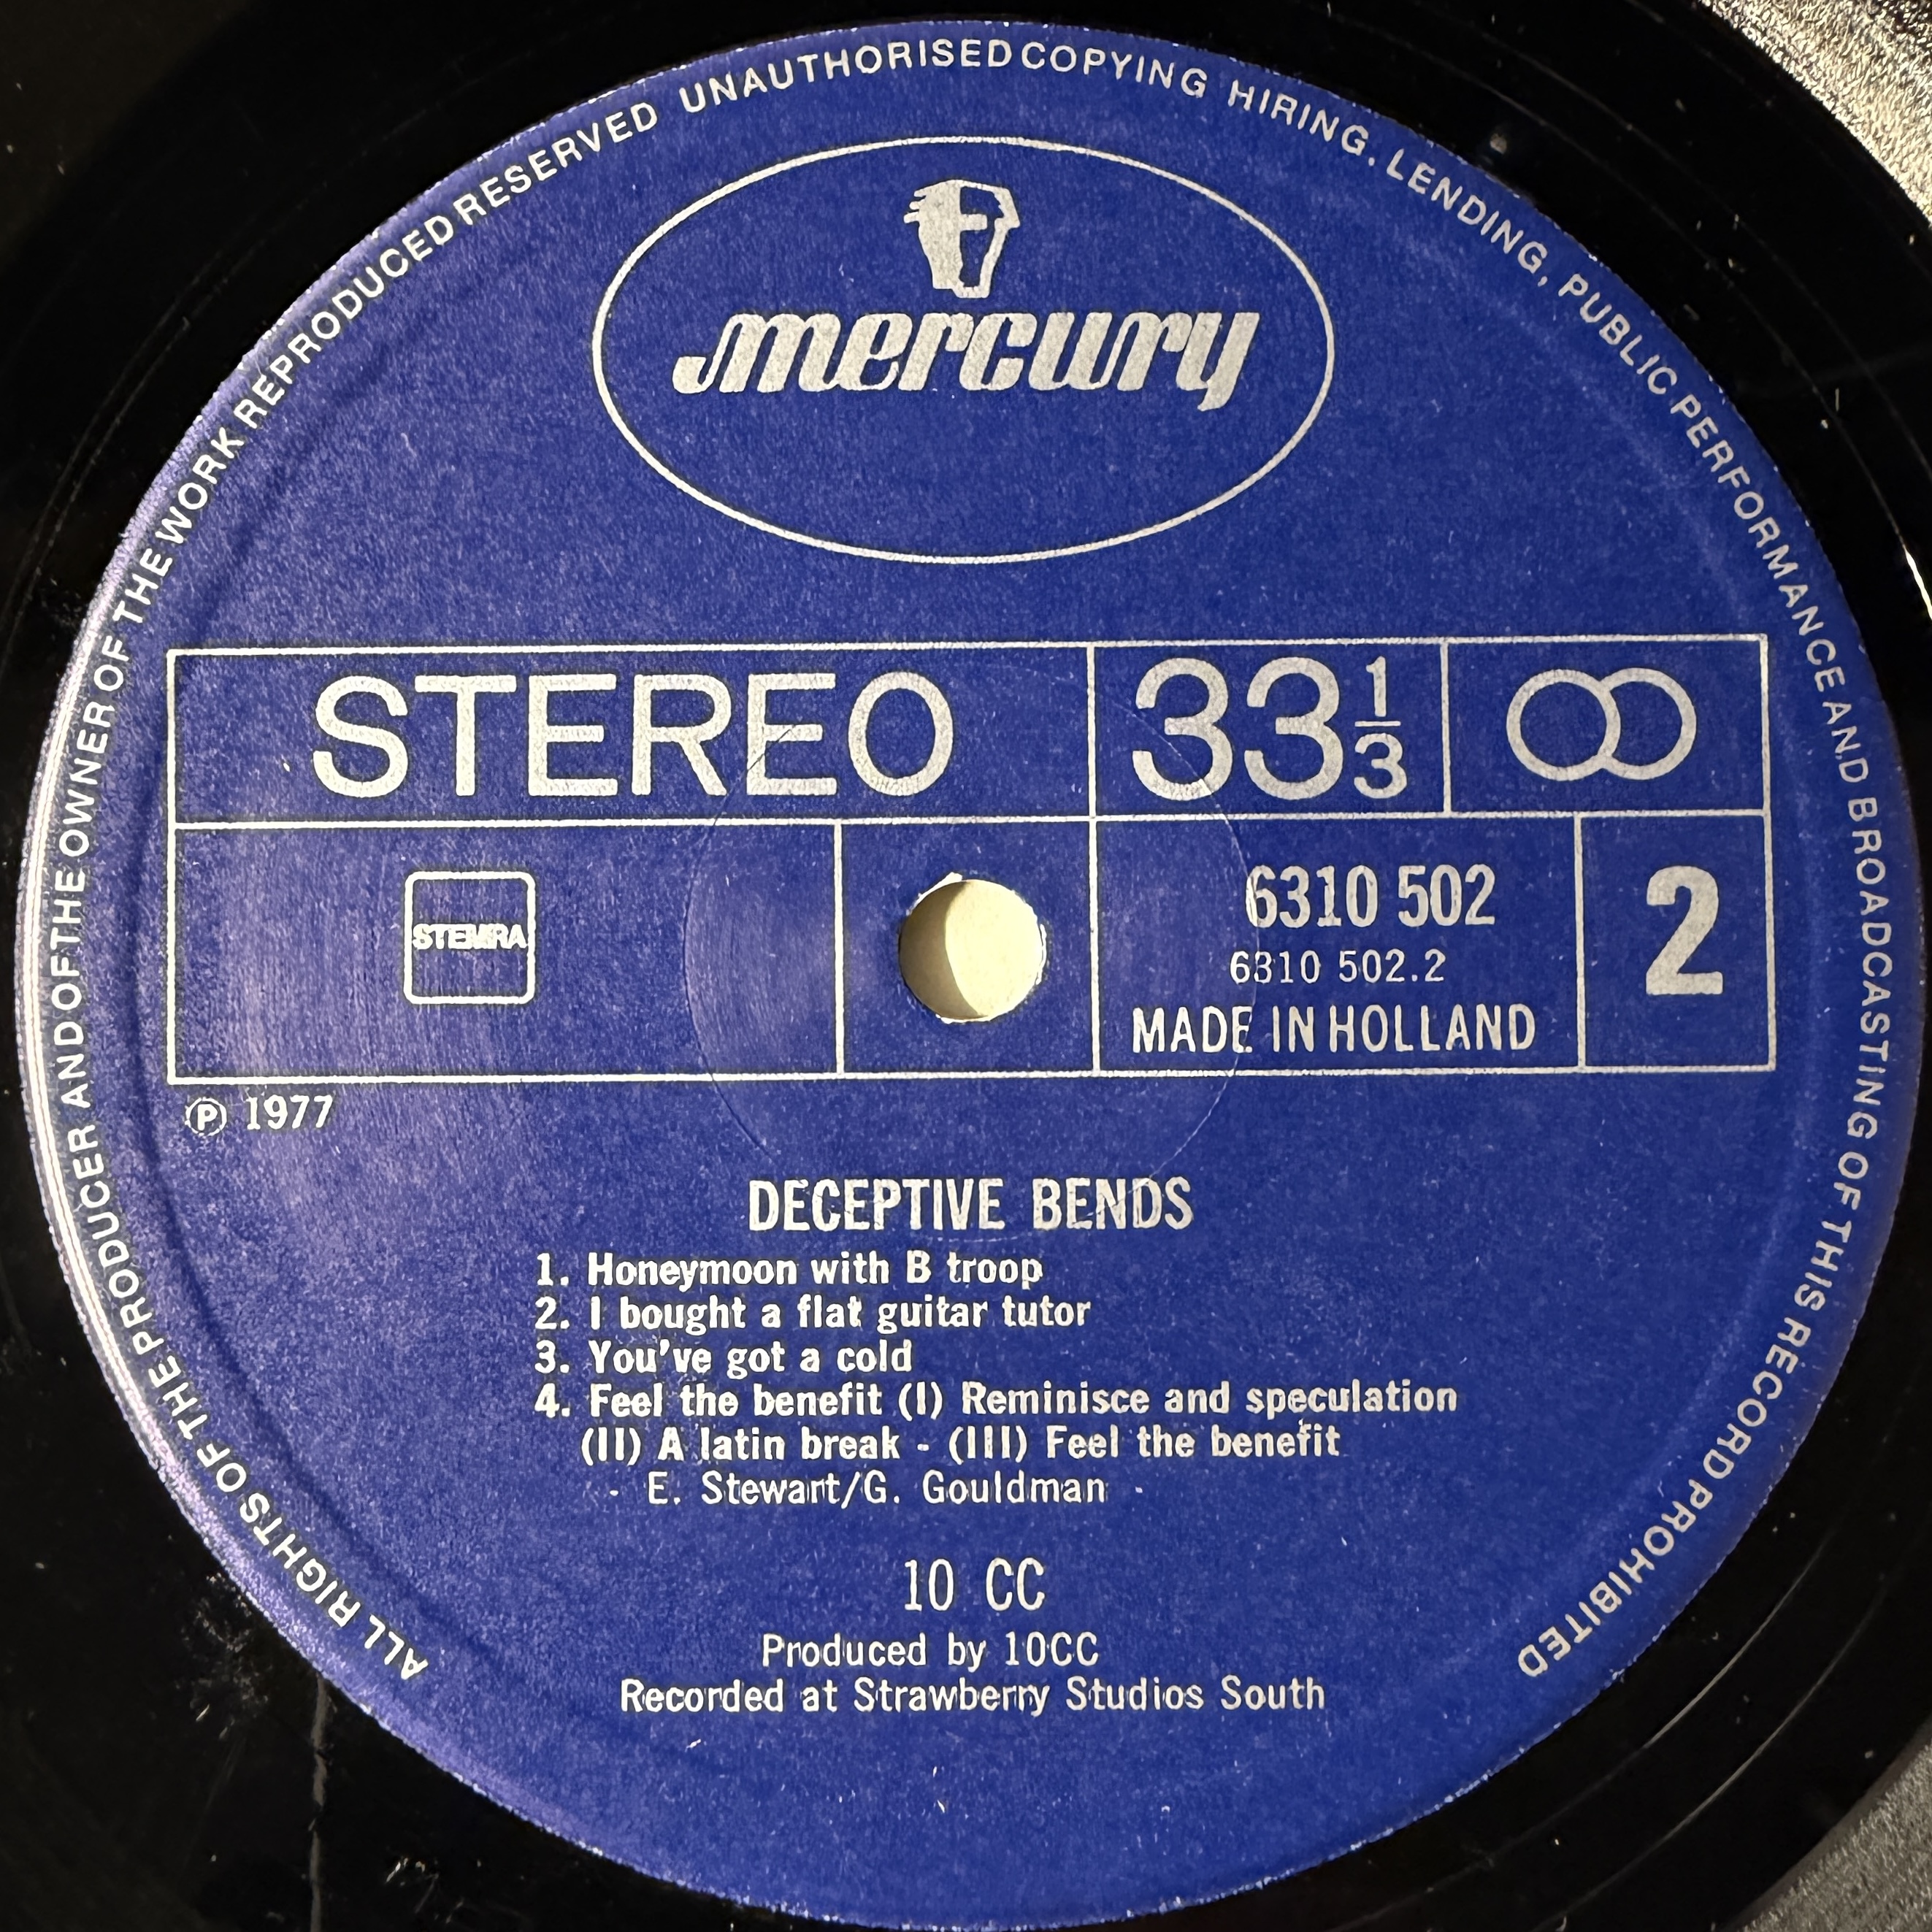 ALL RIGHTS OF THE PRODUCER AND OF THE OWNER OF THE WORK REPRODUCED RESERVED UNAUTHORISED COPYING HIRING, LENDING, PUBLIC PERFORMANCE AND BROADCASTING OF THIS RECORD PROHIBITED
mercury
STEREO 33 1/3
STEMRA
6310 502
6310 502.2
MADE IN HOLLAND
2
℗ 1977
DECEPTIVE BENDS
1. Honeymoon with B troop
2. I bought a flat guitar tutor
3. You've got a cold
4. Feel the benefit (I) Reminisce and speculation
(II) A latin break - (III) Feel the benefit
- E. Stewart/G. Gouldman -
10 CC
Produced by 10CC
Recorded at Strawberry Studios South